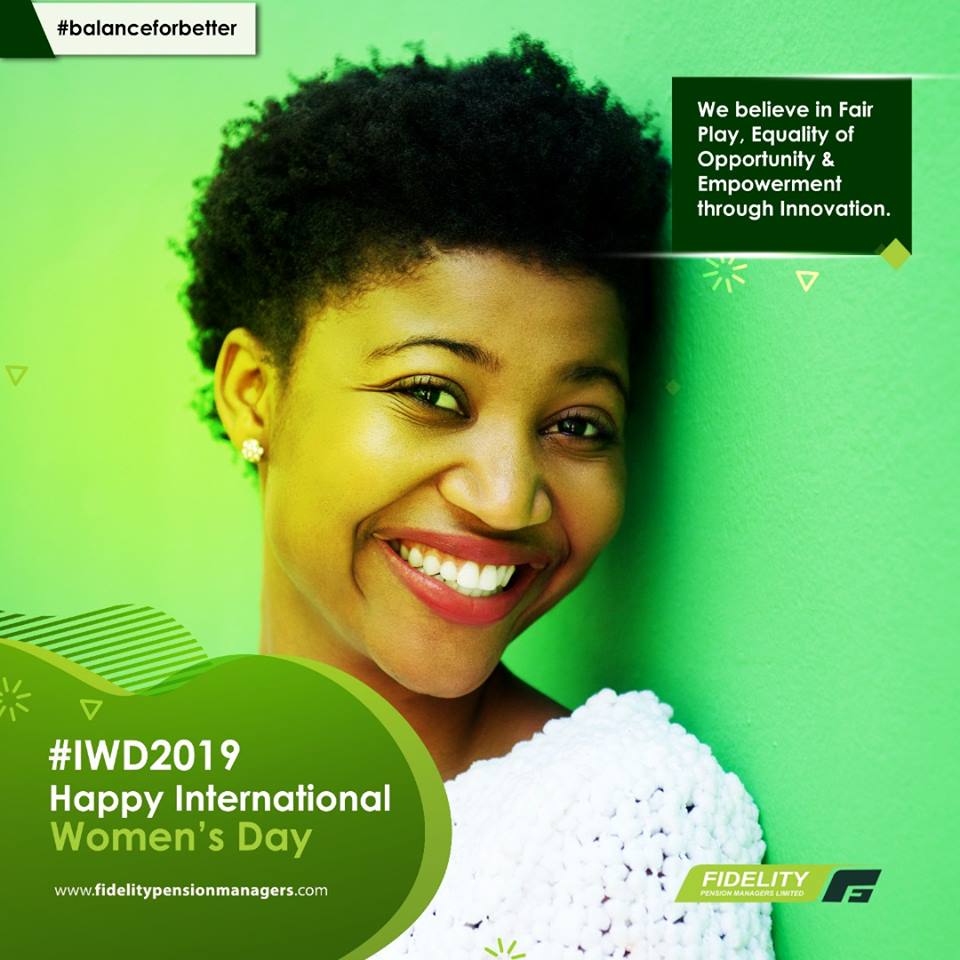 #balanceforbetter
We believe in Fair
Play, Equality of
Opportunity &
Empowerment
through Innovation.
#IWD2019
Happy International
Women's Day
www.fidelitypensionmanagers.com
FIDELITY
PENSION MANAGERS LIMITED